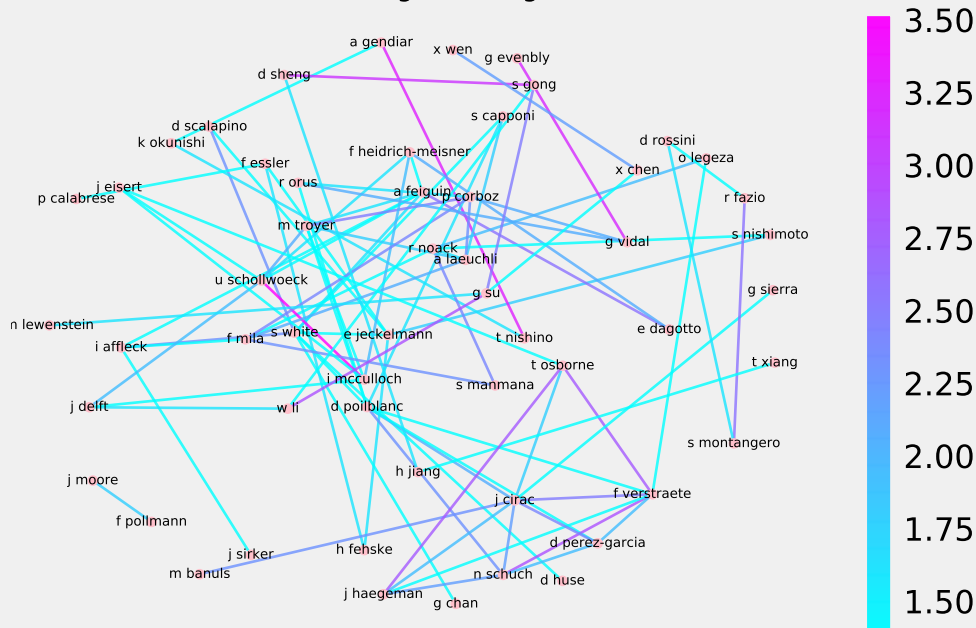 a gendiar
x wen
g evenbly
d sheng
s gong
s capponi
d scalapino
k okunishi
d rossini
f heidrich-meisner
o legeza
f essler
x chen
r orus
j eisert
a feiguin
p corboz
p calabrese
r fazio
m troyer
s nishimoto
g vidal
r noack
a laeuchli
u schollwoeck
g su
g sierra
m lewenstein
e dagotto
s white
e jeckelmann
f mila
t nishino
i affleck
t xiang
t osborne
i mcculloch
s manmana
j delft
w li
d poilblanc
s montangero
h jiang
j moore
f verstraete
j cirac
f pollmann
d perez-garcia
h fehske
j sirker
m banuls
n schuch
d huse
j haegeman
g chan
3.50
3.25
3.00
2.75
2.50
2.25
2.00
1.75
1.50